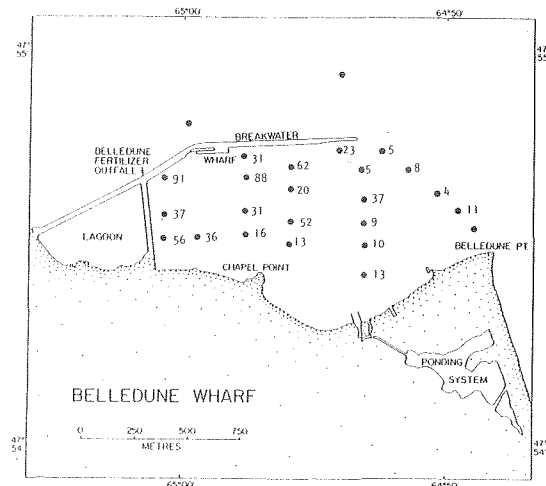 65°00'
64°50'
47°
55'
47°
55'
BREAKWATER
BELLEDUNE
FERTILIZER
OUTFALL
WHARF
31
23
5
62
5
8
91
88
20
37
4
37
31
11
52
9
56
36
16
13
10
LAGOON
BELLEDUNE PT.
CHAPEL POINT
13
PONDING
SYSTEM
BELLEDUNE WHARF
0 250 500 750
METRES
47°
54'
47°
54'
65°00'
64°50'